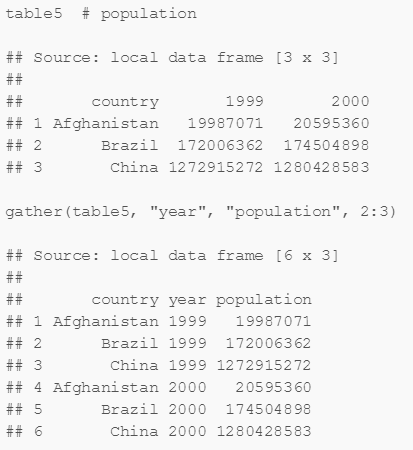 table5  # population
## Source: local data frame [3 x 3]
##
##       country       1999       2000
## 1 Afghanistan   19987071   20595360
## 2      Brazil  172006362  174504898
## 3       China 1272915272 1280428583
gather(table5, "year", "population", 2:3)
## Source: local data frame [6 x 3]
##
##       country year population
## 1 Afghanistan 1999   19987071
## 2      Brazil 1999  172006362
## 3       China 1999 1272915272
## 4 Afghanistan 2000   20595360
## 5      Brazil 2000  174504898
## 6       China 2000 1280428583